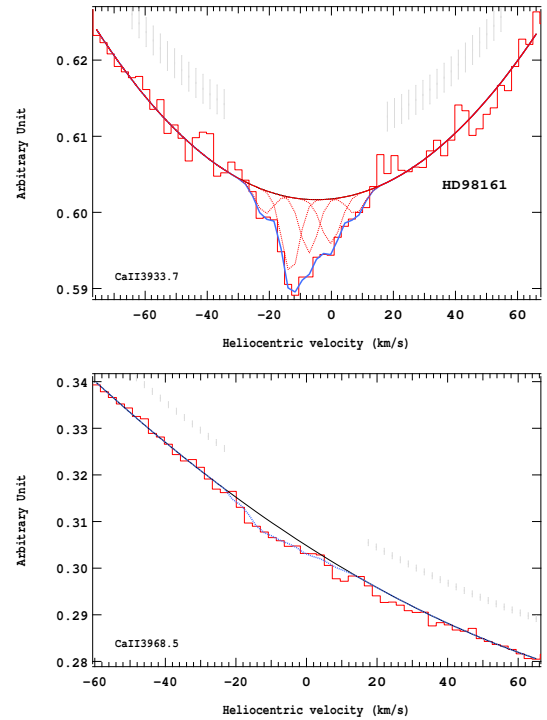 0.62
0.61
0.60
0.59
Arbitrary Unit
HD98161
CaII3933.7
−60 −40 −20 0 20 40 60
Heliocentric velocity (km/s)
0.34
0.33
0.32
0.31
0.30
0.29
0.28
Arbitrary Unit
CaII3968.5
−60 −40 −20 0 20 40 60
Heliocentric velocity (km/s)